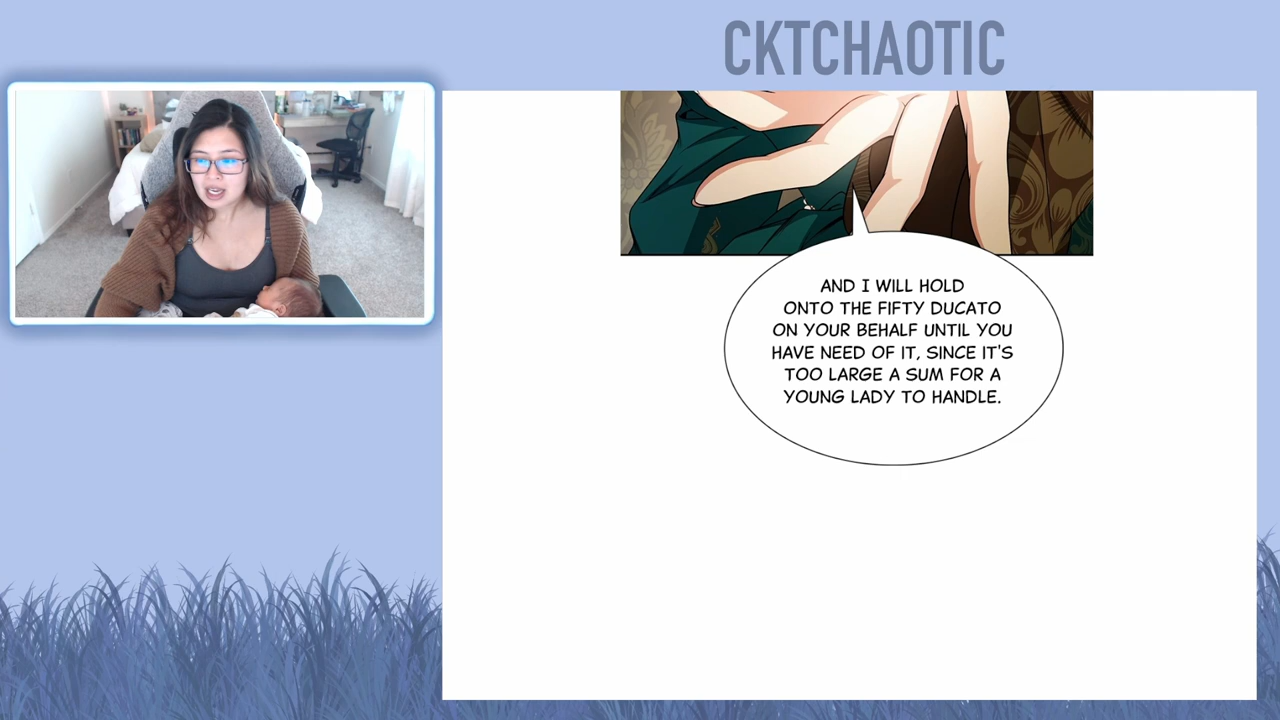 CKTCHAOTIC
AND I WILL HOLD
ONTO THE FIFTY DUCATO
ON YOUR BEHALF UNTIL YOU
HAVE NEED OF IT, SINCE IT'S
TOO LARGE A SUM FOR A
YOUNG LADY TO HANDLE.